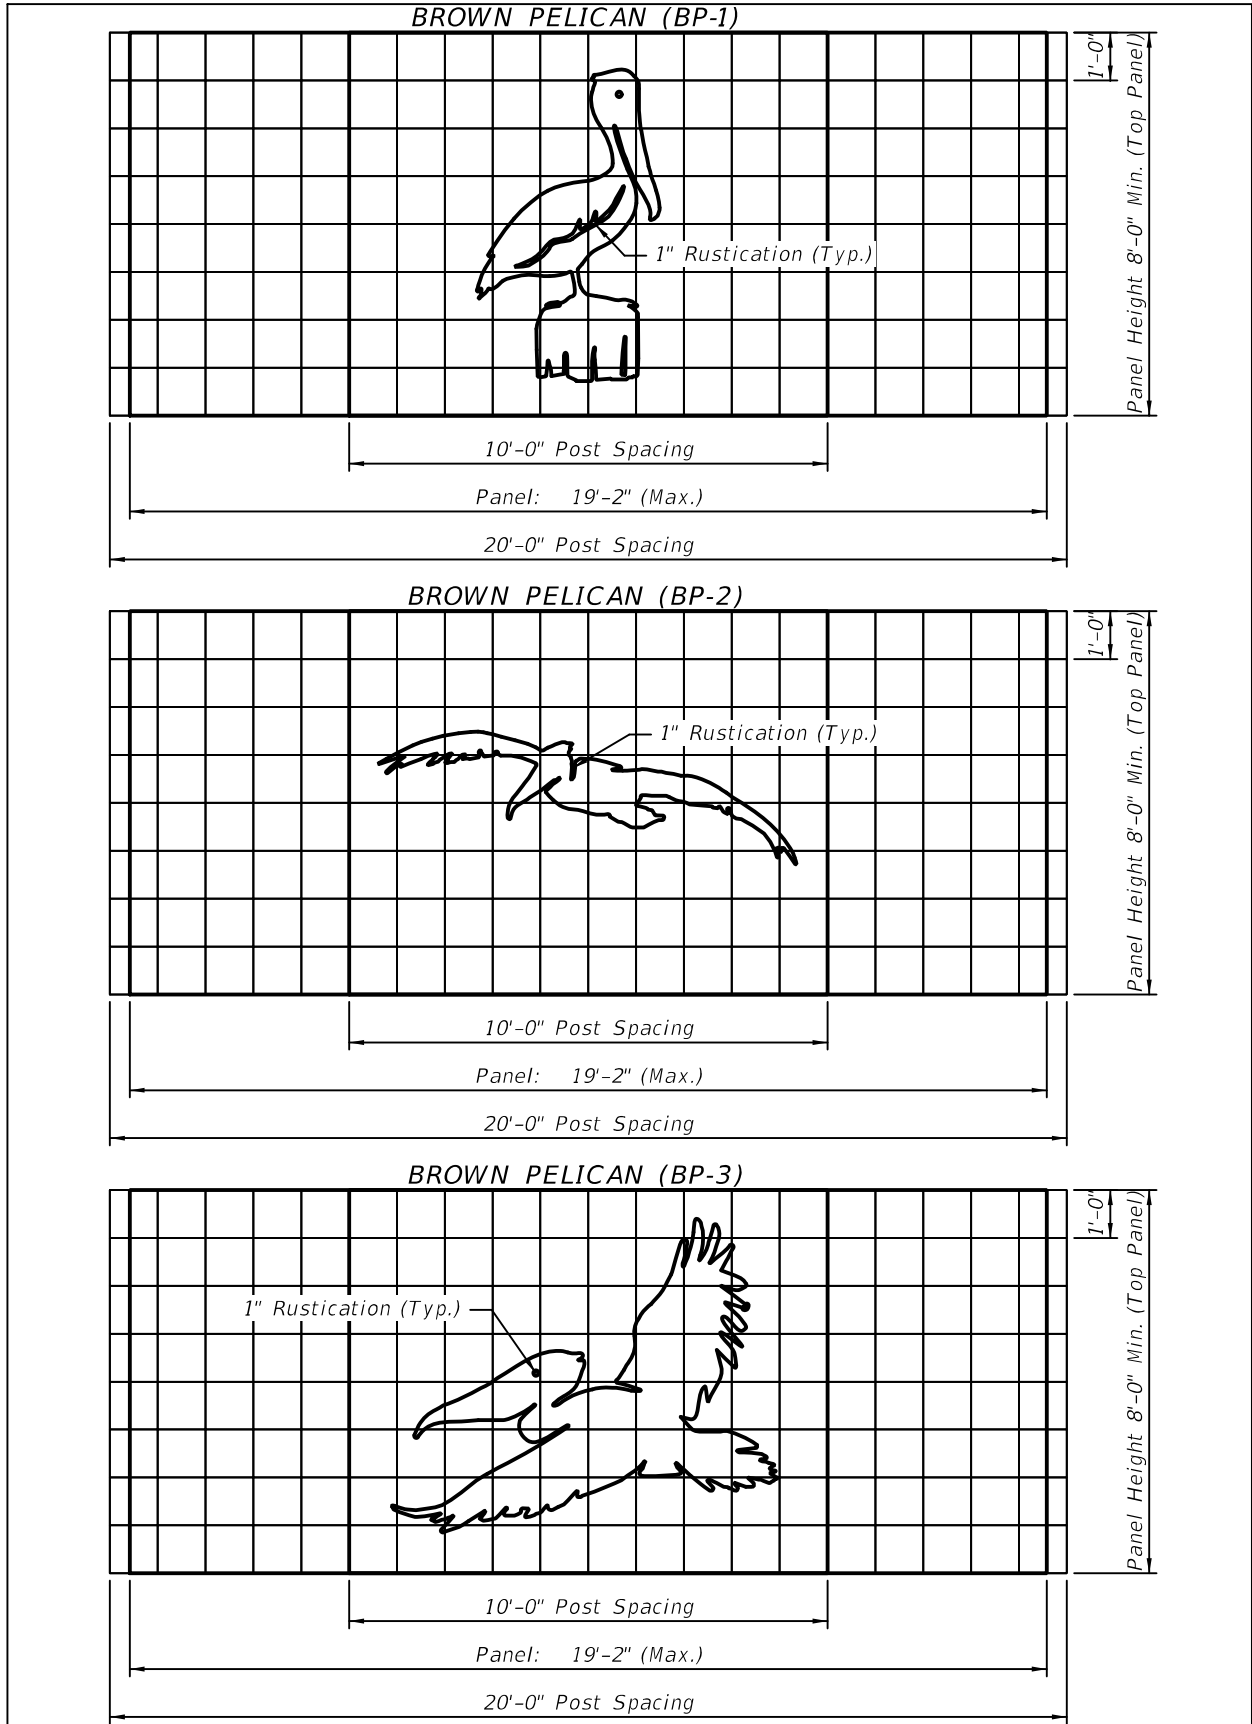 BROWN PELICAN (BP-1)
1'-0"
Panel Height 8'-0" Min. (Top Panel)
1" Rustication (Typ.)
10'-0" Post Spacing
Panel: 19'-2" (Max.)
20'-0" Post Spacing
BROWN PELICAN (BP-2)
1'-0"
Panel Height 8'-0" Min. (Top Panel)
1" Rustication (Typ.)
10'-0" Post Spacing
Panel: 19'-2" (Max.)
20'-0" Post Spacing
BROWN PELICAN (BP-3)
1'-0"
Panel Height 8'-0" Min. (Top Panel)
1" Rustication (Typ.)
10'-0" Post Spacing
Panel: 19'-2" (Max.)
20'-0" Post Spacing